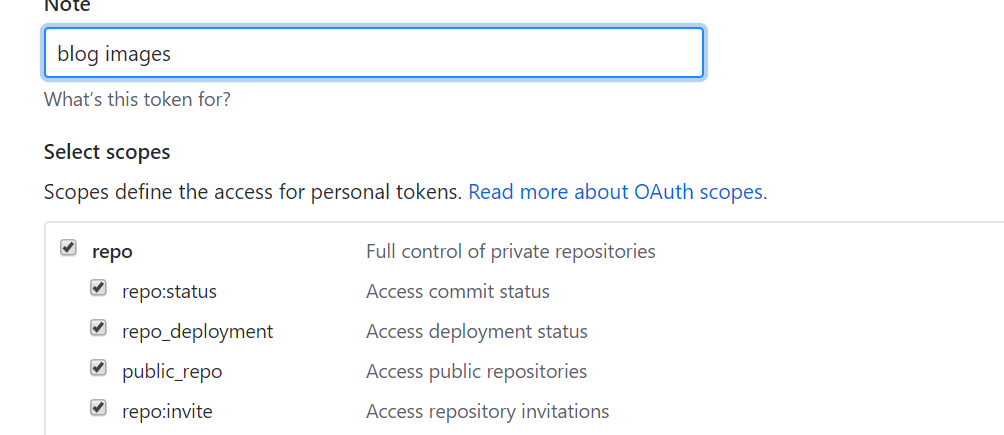 Note
blog images
What's this token for?
Select scopes
Scopes define the access for personal tokens. Read more about OAuth scopes.
repo Full control of private repositories
repo:status Access commit status
repo_deployment Access deployment status
public_repo Access public repositories
repo:invite Access repository invitations